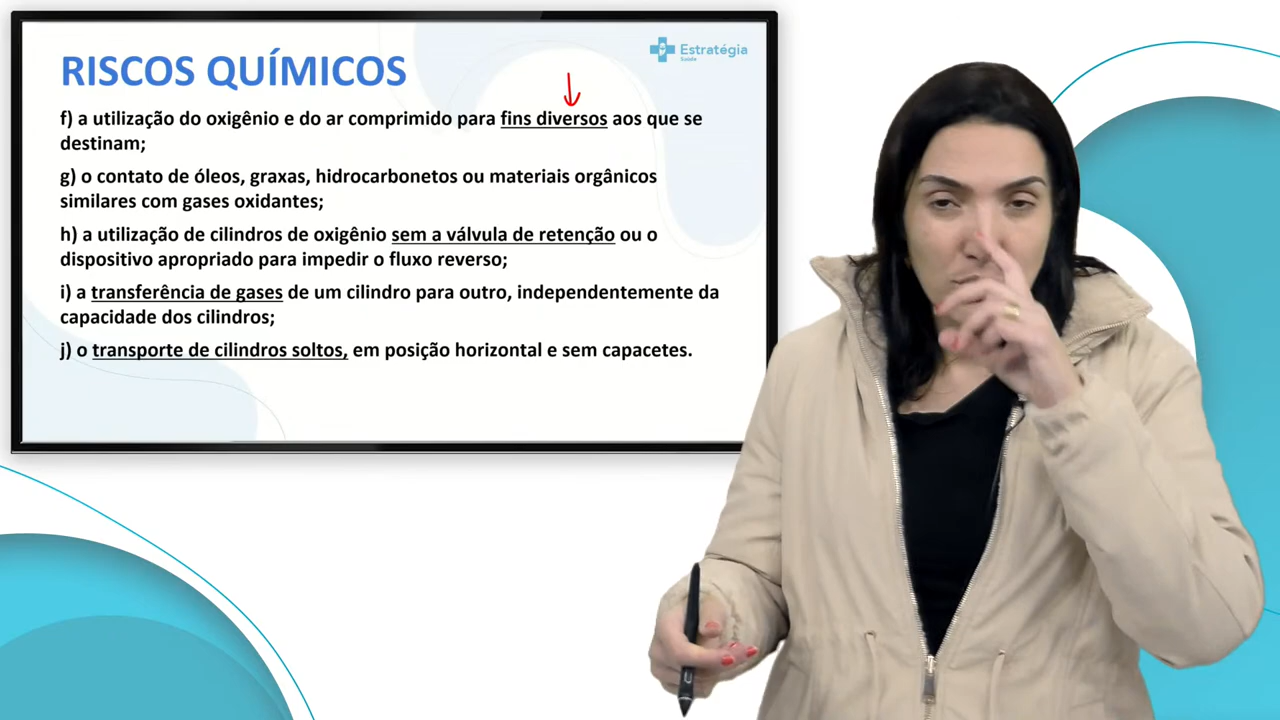 RISCOS QUÍMICOS
Estratégia
Saúde
f) a utilização do oxigênio e do ar comprimido para fins diversos aos que se
destinam;
g) o contato de óleos, graxas, hidrocarbonetos ou materiais orgânicos
similares com gases oxidantes;
h) a utilização de cilindros de oxigênio sem a válvula de retenção ou o
dispositivo apropriado para impedir o fluxo reverso;
i) a transferência de gases de um cilindro para outro, independentemente da
capacidade dos cilindros;
j) o transporte de cilindros soltos, em posição horizontal e sem capacetes.